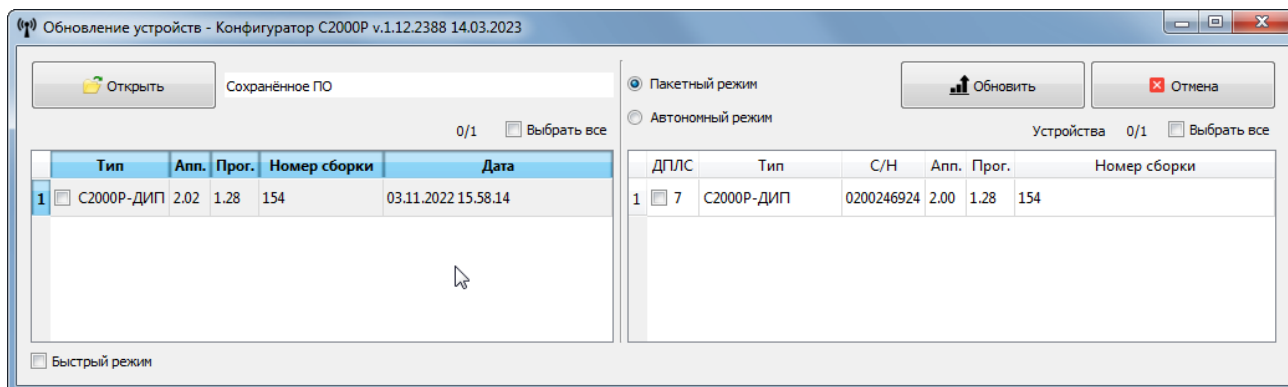 Обновление устройств - Конфигуратор С2000Р v.1.12.2388 14.03.2023
Открыть Сохранённое ПО
0/1 Выбрать все
Тип Апп. Прог. Номер сборки Дата
1 С2000Р-ДИП 2.02 1.28 154 03.11.2022 15.58.14
Быстрый режим
Пакетный режим Обновить Отмена
Автономный режим
Устройства 0/1 Выбрать все
ДПЛС Тип С/Н Апп. Прог. Номер сборки
1 7 С2000Р-ДИП 0200246924 2.00 1.28 154